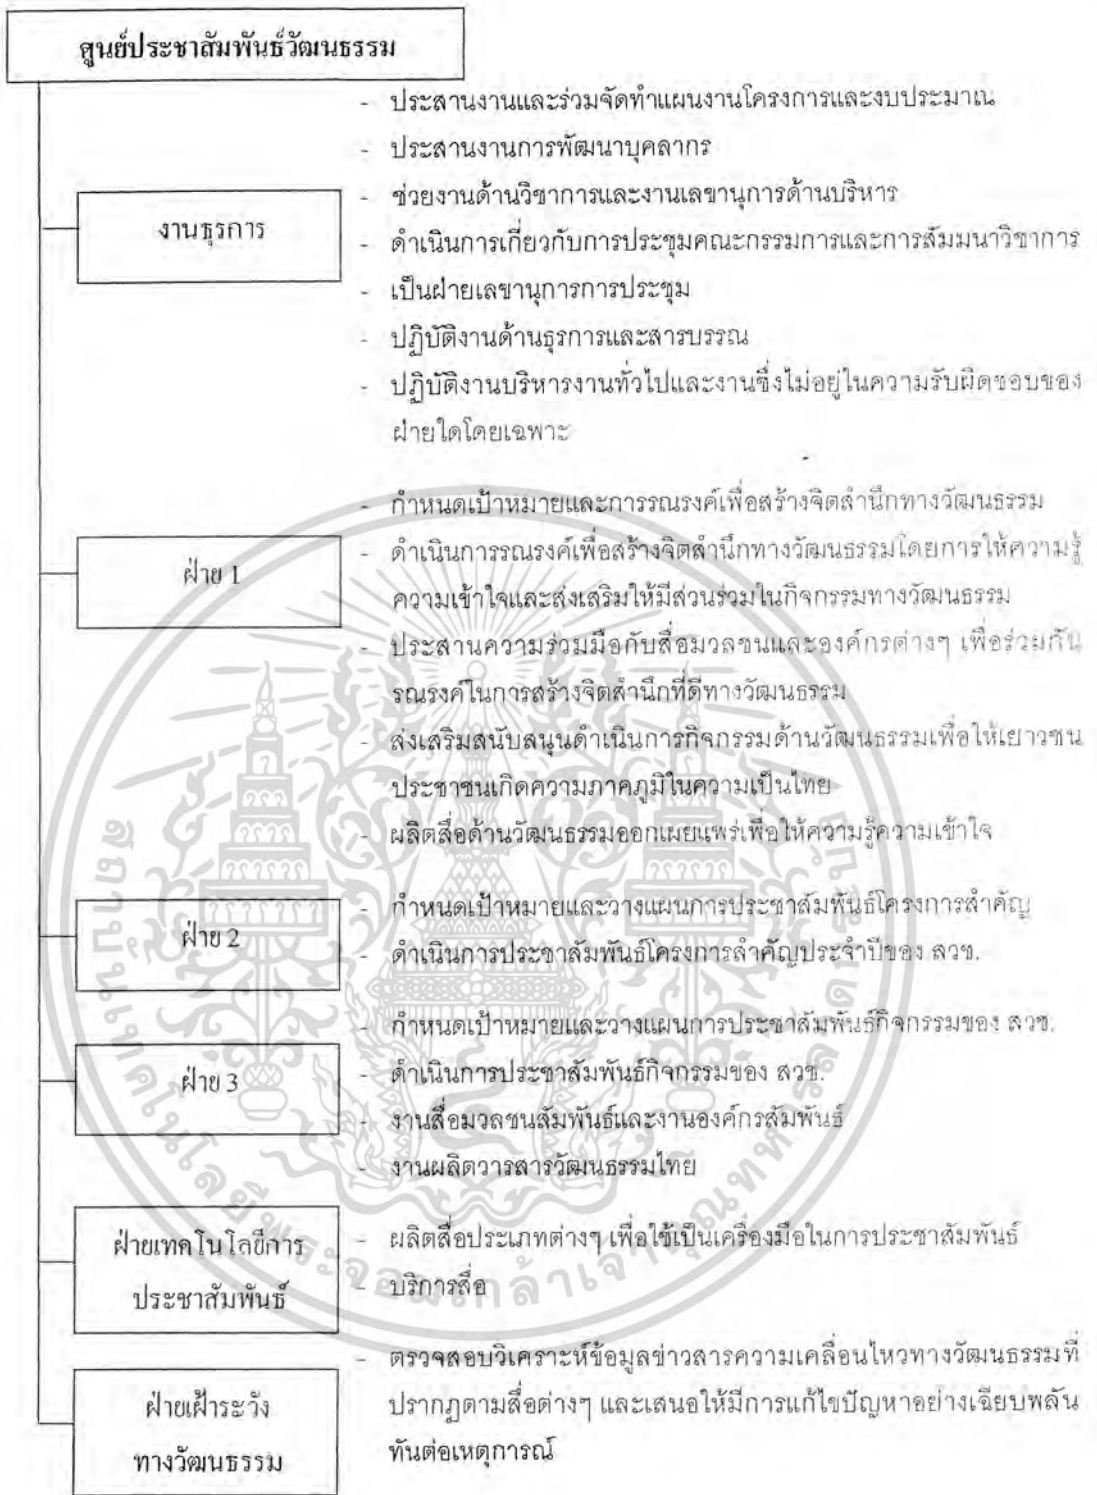 ศูนย์ประชาสัมพันธ์วัฒนธรรม
งานธุรการ
- ประสานงานและร่วมจัดทำแผนงานโครงการและงบประมาณ
- ประสานงานการพัฒนาบุคลากร
- ช่วยงานด้านวิชาการและงานเลขานุการด้านบริหาร
- ดำเนินการเกี่ยวกับการประชุมคณะกรรมการและการสัมมนาวิชาการ
- เป็นฝ่ายเลขานุการการประชุม
- ปฏิบัติงานด้านธุรการและสารบรรณ
- ปฏิบัติงานบริหารงานทั่วไปและงานซึ่งไม่อยู่ในความรับผิดชอบของ
ฝ่ายใดโดยเฉพาะ
ฝ่าย 1
- กำหนดเป้าหมายและการรณรงค์เพื่อสร้างจิตสำนึกทางวัฒนธรรม
- ดำเนินการรณรงค์เพื่อสร้างจิตสำนึกทางวัฒนธรรมโดยการให้ความรู้
ความเข้าใจและส่งเสริมให้มีส่วนร่วมในกิจกรรมทางวัฒนธรรม
- ประสานความร่วมมือกับสื่อมวลชนและองค์กรต่างๆ เพื่อร่วมกัน
รณรงค์ในการสร้างจิตสำนึกที่ดีทางวัฒนธรรม
- ส่งเสริมสนับสนุนดำเนินการกิจกรรมด้านวัฒนธรรมเพื่อให้เยาวชน
ประชาชนเกิดความภาคภูมิในความเป็นไทย
- ผลิตสื่อด้านวัฒนธรรมออกเผยแพร่เพื่อให้ความรู้ความเข้าใจ
ฝ่าย 2
- กำหนดเป้าหมายและวางแผนการประชาสัมพันธ์โครงการสำคัญ
- ดำเนินการประชาสัมพันธ์โครงการสำคัญประจำปีของ สวช.
ฝ่าย 3
- กำหนดเป้าหมายและวางแผนการประชาสัมพันธ์กิจกรรมของ สวช.
- ดำเนินการประชาสัมพันธ์กิจกรรมของ สวช.
- งานสื่อมวลชนสัมพันธ์และงานองค์กรสัมพันธ์
- งานผลิตวารสารวัฒนธรรมไทย
ฝ่ายเทคโนโลยีการ
ประชาสัมพันธ์
- ผลิตสื่อประเภทต่างๆ เพื่อใช้เป็นเครื่องมือในการประชาสัมพันธ์
- บริการสื่อ
ฝ่ายเฝ้าระวัง
ทางวัฒนธรรม
- ตรวจสอบวิเคราะห์ข้อมูลข่าวสารความเคลื่อนไหวทางวัฒนธรรมที่
ปรากฏตามสื่อต่างๆ และเสนอให้มีการแก้ไขปัญหาอย่างเฉียบพลัน
ทันต่อเหตุการณ์
สถาบันเทคโนโลยีพระจอมเกล้าเจ้าคุณทหารลาดกระบัง